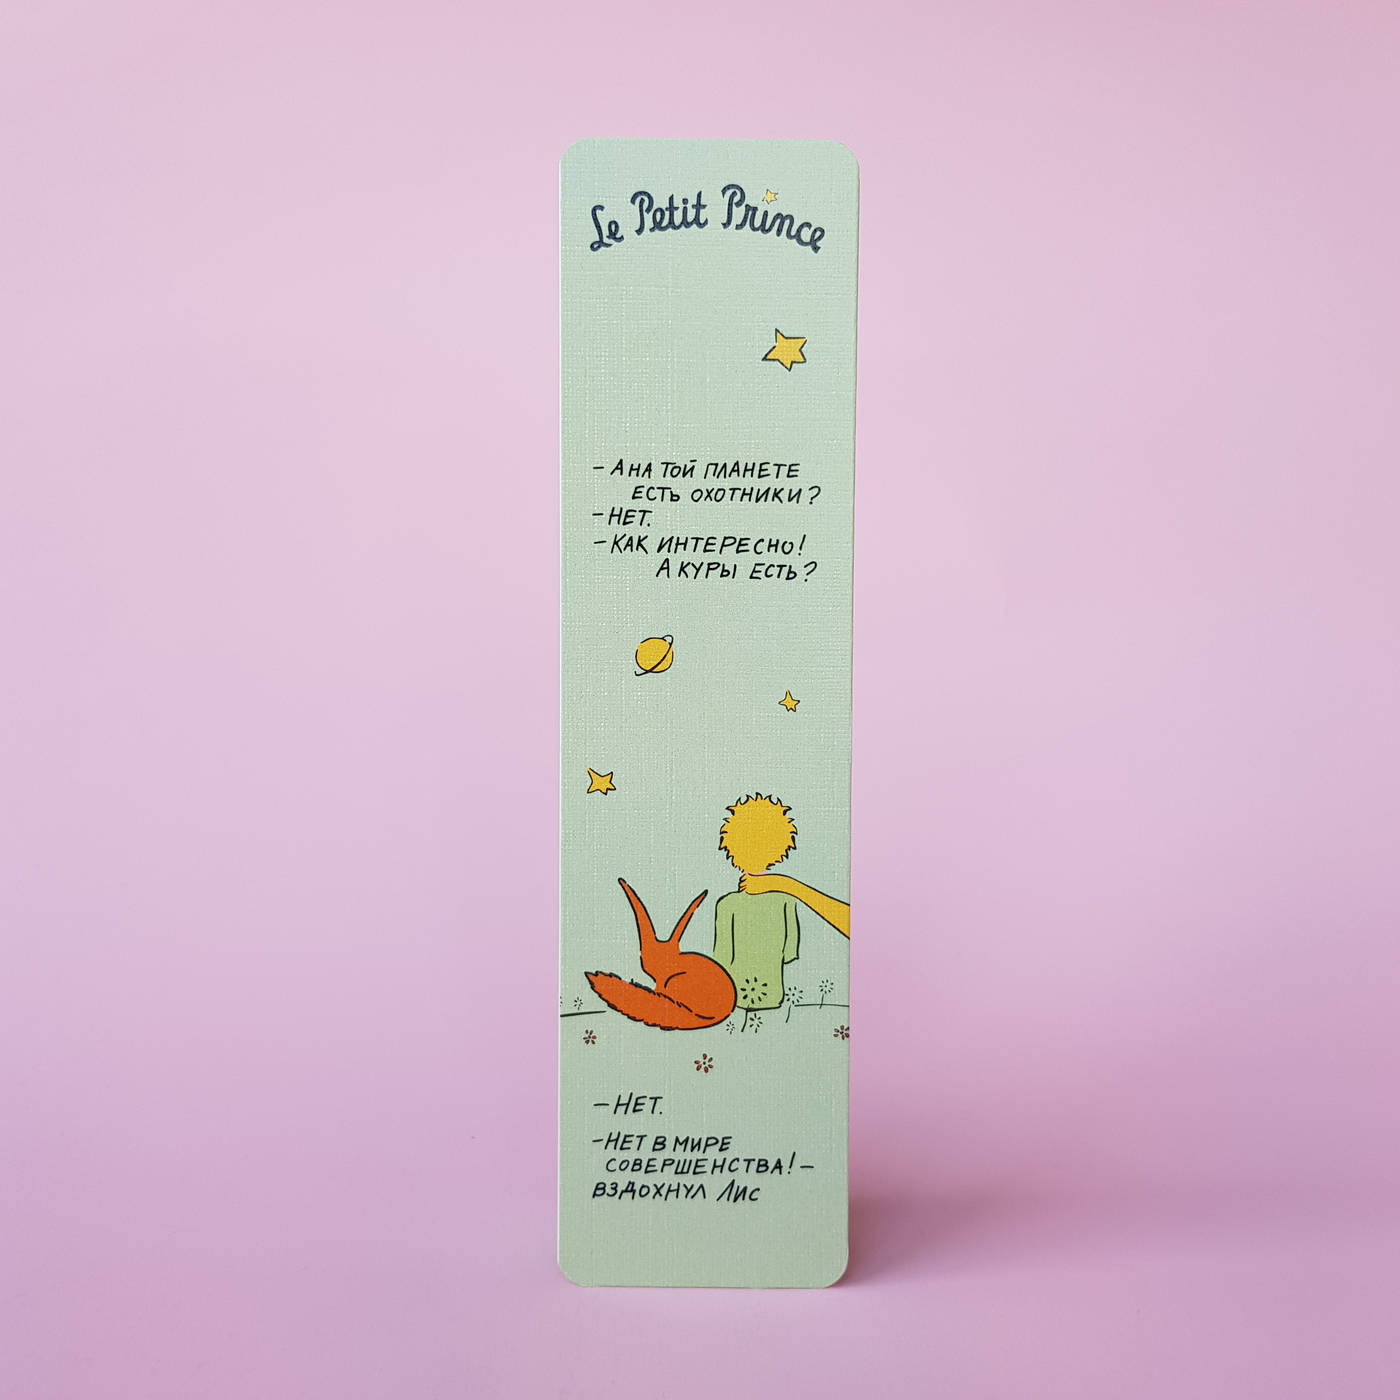 Le Petit Prince
– А НА ТОЙ ПЛАНЕТЕ
ЕСТЬ ОХОТНИКИ?
– НЕТ.
– КАК ИНТЕРЕСНО!
А КУРЫ ЕСТЬ?
– НЕТ.
– НЕТ В МИРЕ
СОВЕРШЕНСТВА! –
ВЗДОХНУЛ ЛИС